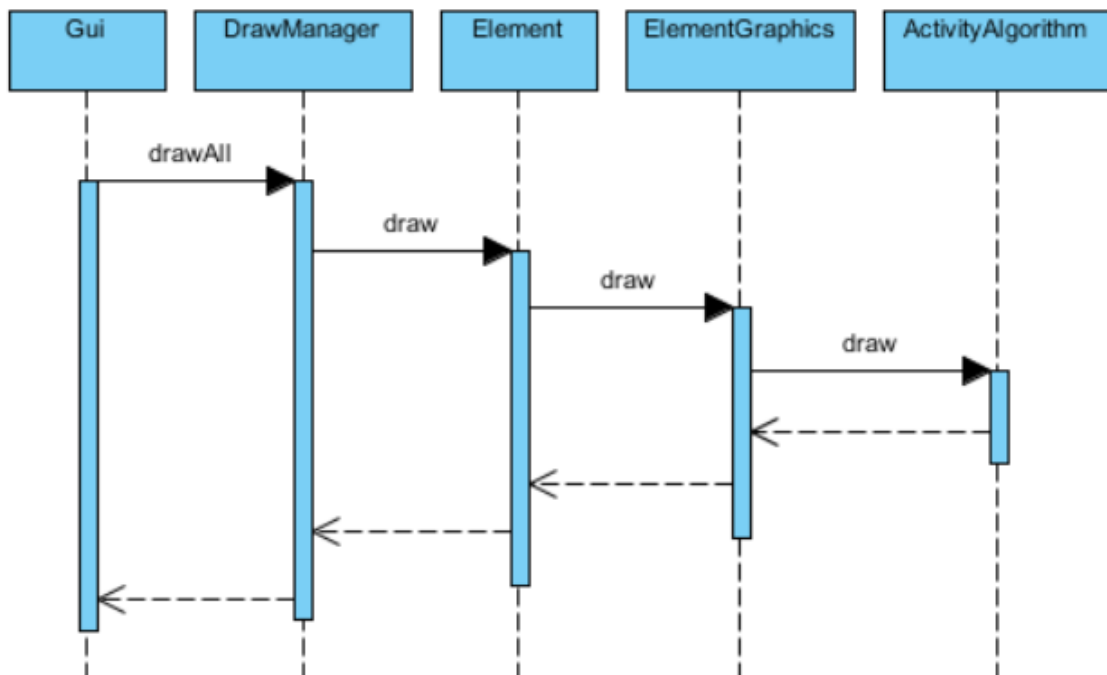 Gui
DrawManager
Element
ElementGraphics
ActivityAlgorithm
drawAll
draw
draw
draw